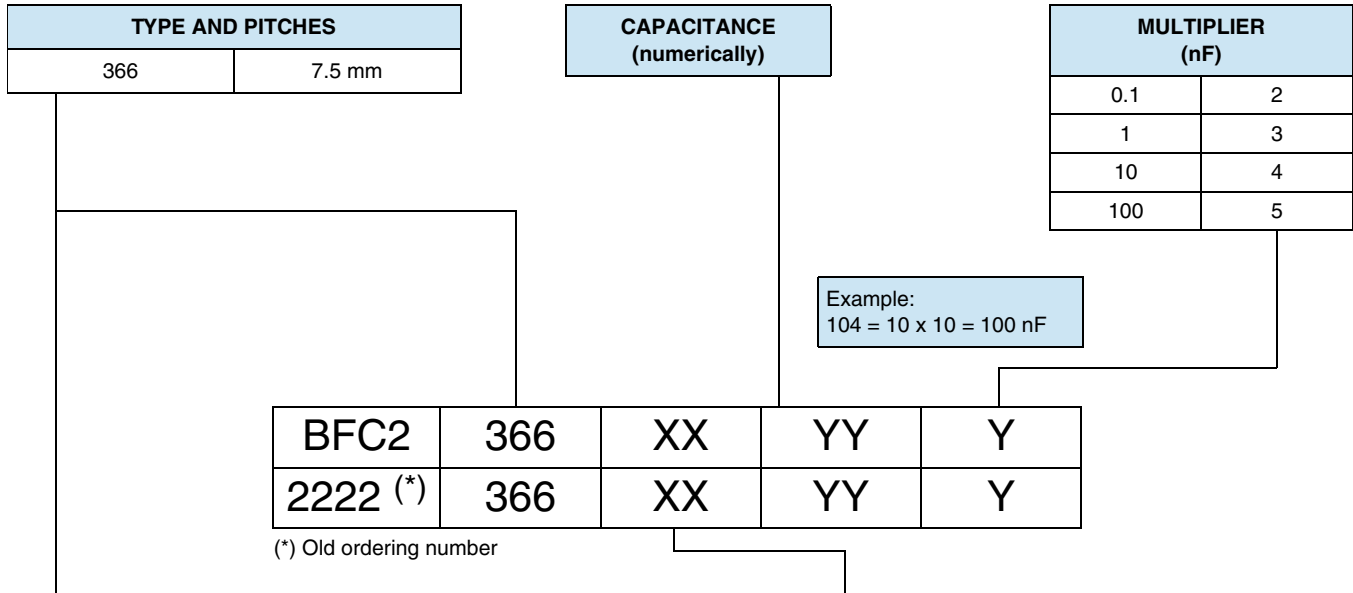 TYPE AND PITCHES
366 7.5 mm
CAPACITANCE
(numerically)
MULTIPLIER
(nF)
0.1 2
1 3
10 4
100 5
Example:
104 = 10 x 10 = 100 nF
BFC2 366 XX YY Y
2222 (*) 366 XX YY Y
(*) Old ordering number